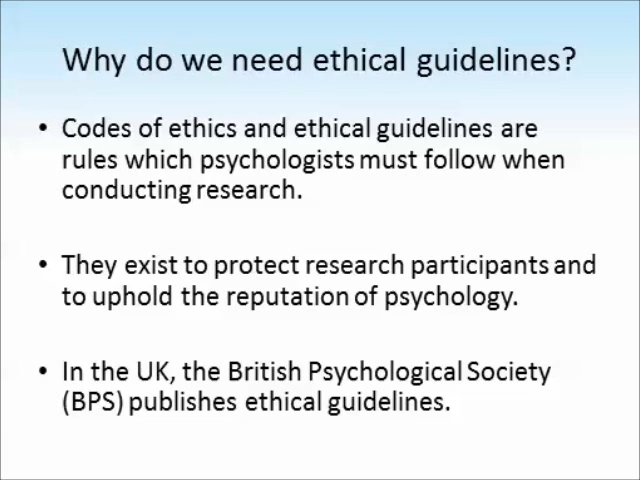 Why do we need ethical guidelines?
• Codes of ethics and ethical guidelines are
rules which psychologists must follow when
conducting research.
• They exist to protect research participants and
to uphold the reputation of psychology.
• In the UK, the British Psychological Society
(BPS) publishes ethical guidelines.